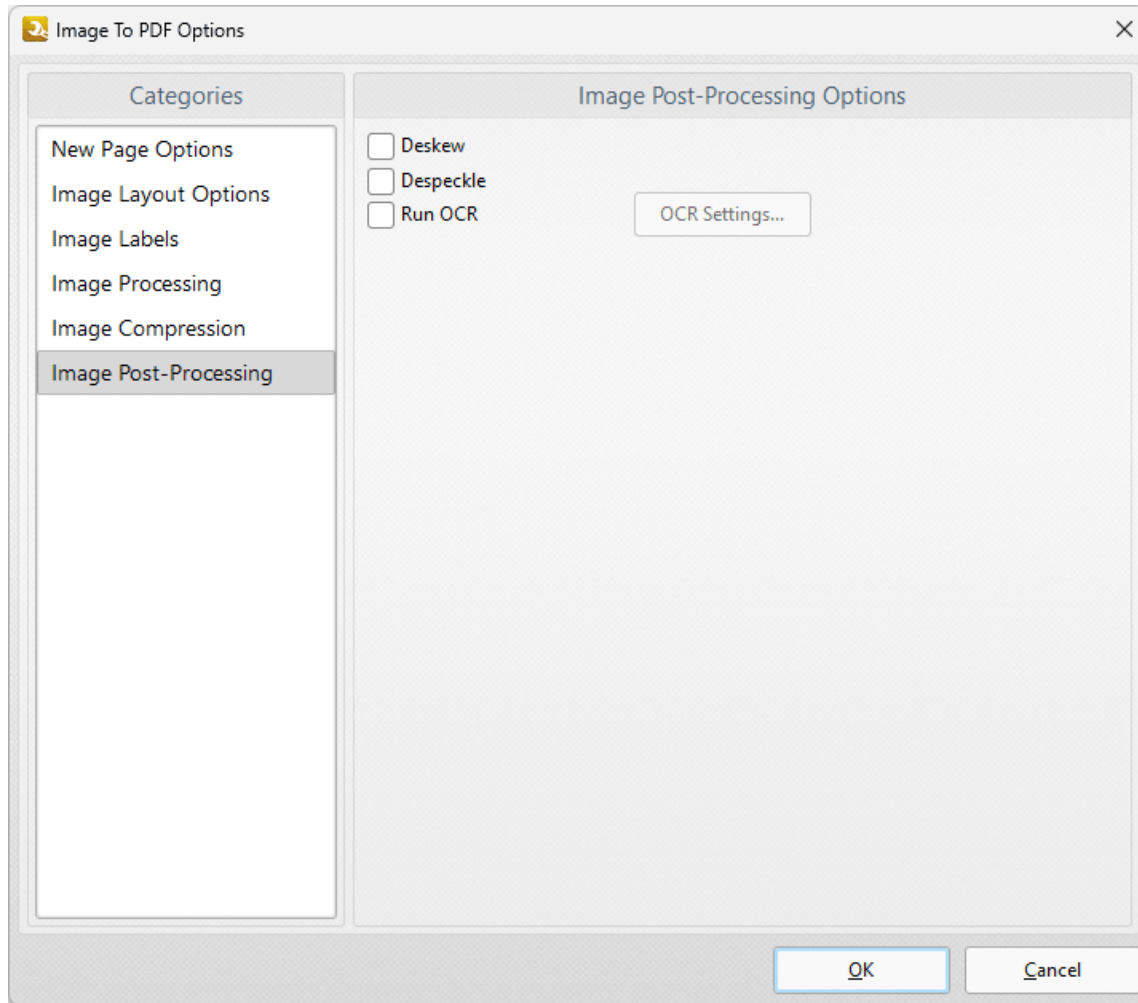 Image To PDF Options
Categories
New Page Options
Image Layout Options
Image Labels
Image Processing
Image Compression
Image Post-Processing
Image Post-Processing Options
Deskew
Despeckle
Run OCR
OCR Settings...
OK
Cancel